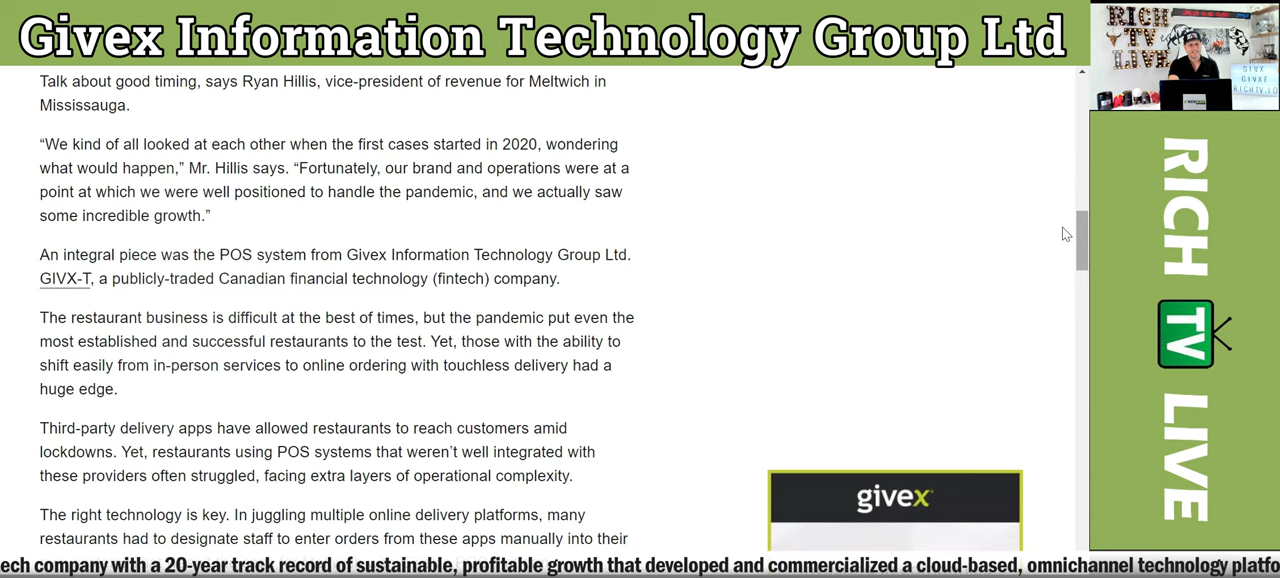 Givex Information Technology Group Ltd
RICH
TV
LIVE
GIVX
GIVXF
RICHTV.IO
Talk about good timing, says Ryan Hillis, vice-president of revenue for Meltwich in
Mississauga.
“We kind of all looked at each other when the first cases started in 2020, wondering
what would happen,” Mr. Hillis says. “Fortunately, our brand and operations were at a
point at which we were well positioned to handle the pandemic, and we actually saw
some incredible growth.”
An integral piece was the POS system from Givex Information Technology Group Ltd.
GIVX-T, a publicly-traded Canadian financial technology (fintech) company.
The restaurant business is difficult at the best of times, but the pandemic put even the
most established and successful restaurants to the test. Yet, those with the ability to
shift easily from in-person services to online ordering with touchless delivery had a
huge edge.
Third-party delivery apps have allowed restaurants to reach customers amid
lockdowns. Yet, restaurants using POS systems that weren’t well integrated with
these providers often struggled, facing extra layers of operational complexity.
The right technology is key. In juggling multiple online delivery platforms, many
restaurants had to designate staff to enter orders from these apps manually into their
givex
RICH TV LIVE
ech company with a 20-year track record of sustainable, profitable growth that developed and commercialized a cloud-based, omnichannel technology platfo